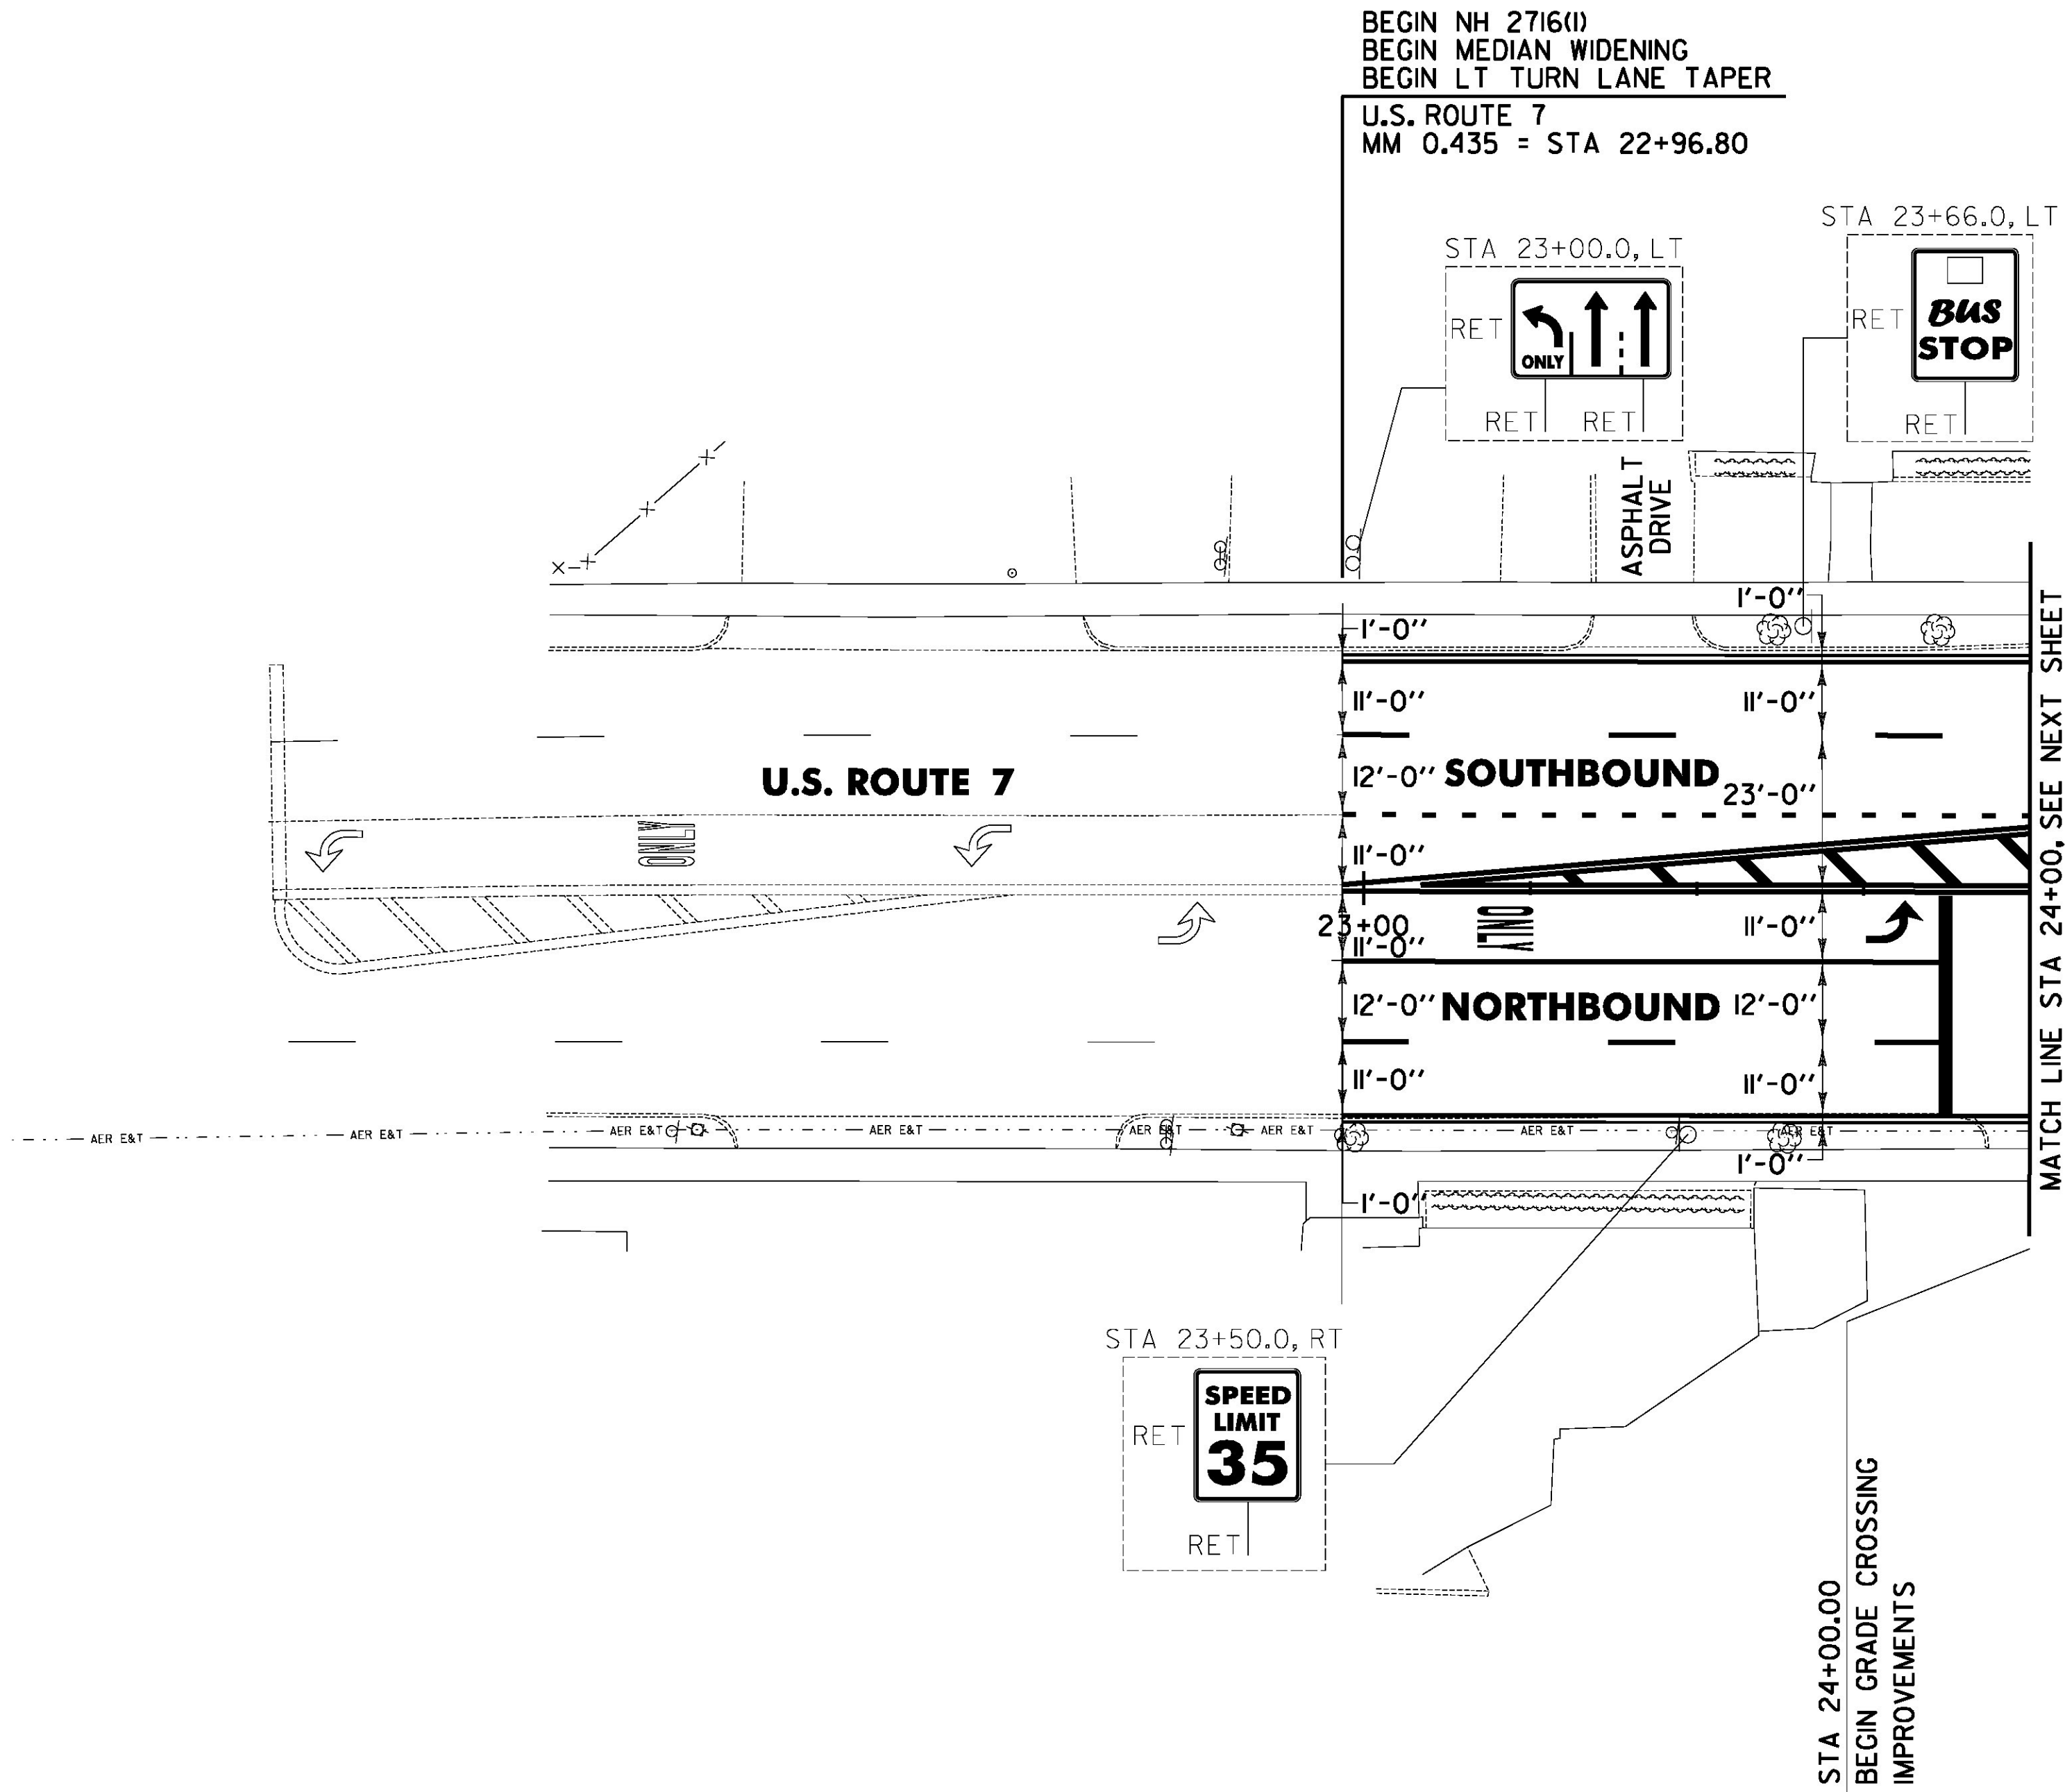 BEGIN NH 2716(1)
BEGIN MEDIAN WIDENING
BEGIN LT TURN LANE TAPER
U.S. ROUTE 7
MM 0.435 = STA 22+96.80
STA 23+66.0, LT
RET
BUS
STOP
RET
STA 23+00.0, LT
RET
ONLY
RET RET
ASPHALT
DRIVE
1'-0"
1'-0"
11'-0"
11'-0"
U.S. ROUTE 7
12'-0" SOUTHBOUND
23'-0"
ONLY
11'-0"
23+00
ONLY
11'-0"
11'-0"
12'-0" NORTHBOUND 12'-0"
11'-0"
11'-0"
AER E&T
AER E&T
AER E&T
AER E&T
AER E&T
AER E&T
AER E&T
AER E&T
1'-0"
1'-0"
MATCH LINE STA 24+00, SEE NEXT SHEET
STA 23+50.0, RT
RET
SPEED
LIMIT
35
RET
STA 24+00.00
BEGIN GRADE CROSSING
IMPROVEMENTS